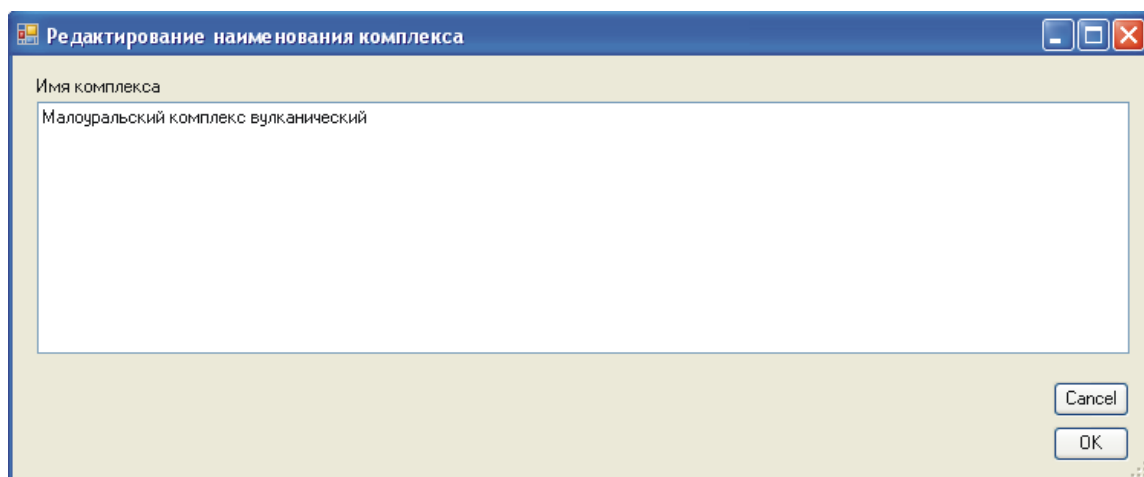 Редактирование наименования комплекса
Имя комплекса
Малоуральский комплекс вулканический
Cancel
OK